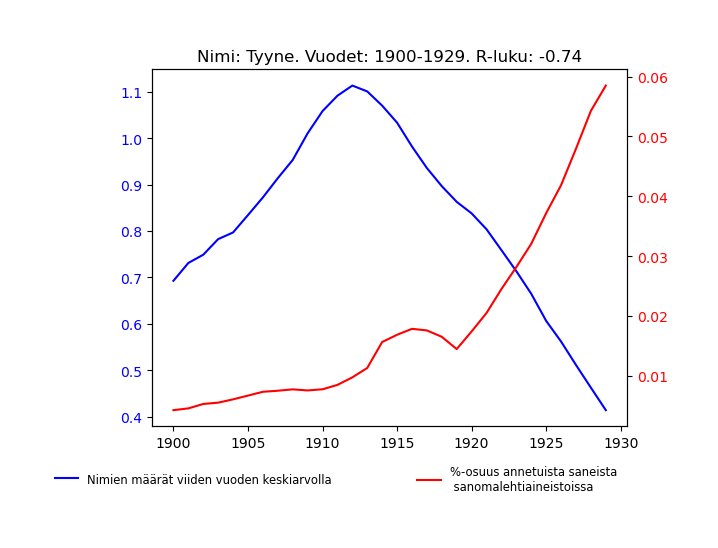 Nimi: Tyyne. Vuodet: 1900-1929. R-luku: -0.74
1.1
1.0
0.9
0.8
0.7
0.6
0.5
0.4
0.06
0.05
0.04
0.03
0.02
0.01
1900 1905 1910 1915 1920 1925 1930
Nimien määrät viiden vuoden keskiarvolla
%-osuus annetuista saneista
sanomalehtiaineistoissa